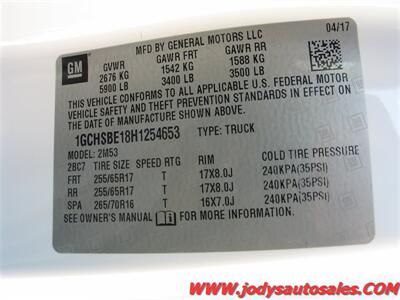 GM
MFD BY GENERAL MOTORS LLC
04/17
GVWR GAWR FRT GAWR RR
2676 KG 1542 KG 1588 KG
5900 LB 3400 LB 3500 LB
THIS VEHICLE CONFORMS TO ALL APPLICABLE U.S. FEDERAL MOTOR
VEHICLE SAFETY STANDARDS IN EFFECT ON
THE DATE OF MANUFACTURE SHOWN ABOVE.
1GCHSBE18H1254653 TYPE: TRUCK
MODEL: 2M53
2BC7 TIRE SIZE SPEED RTG RIM COLD TIRE PRESSURE
FRT 255/65R17 T 17X8.0J 240KPA(35PSI)
RR 255/65R17 T 17X8.0J 240KPA(35PSI)
SPA 265/70R16 T 16X7.0J 240KPA(35PSI)
SEE OWNER'S MANUAL FOR MORE INFORMATION.
www.jodysautosales.com